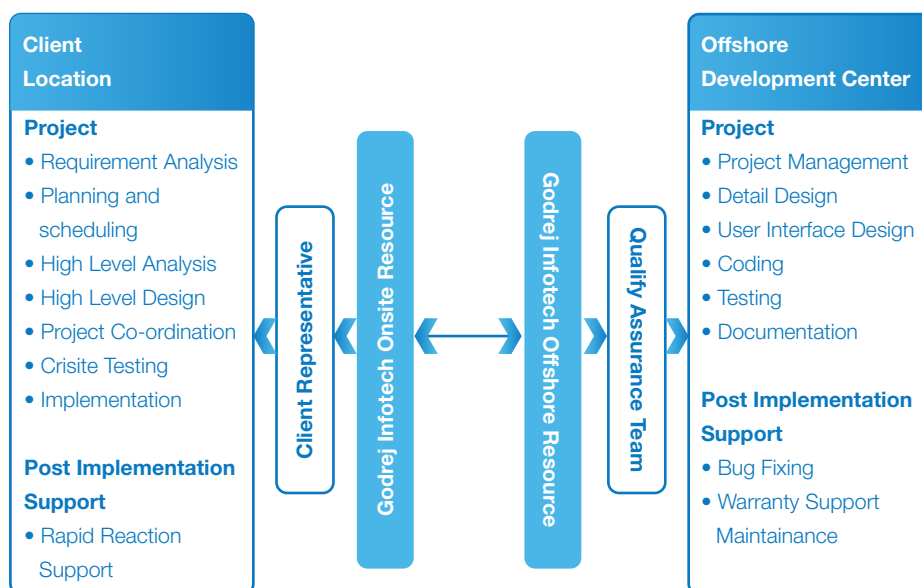 Client
Location
Project
• Requirement Analysis
• Planning and
scheduling
• High Level Analysis
• High Level Design
• Project Co-ordination
• Crisite Testing
• Implementation
Post Implementation
Support
• Rapid Reaction
Support
Client Representative
Godrej Infotech Onsite Resource
Godrej Infotech Offshore Resource
Qualify Assurance Team
Offshore
Development Center
Project
• Project Management
• Detail Design
• User Interface Design
• Coding
• Testing
• Documentation
Post Implementation
Support
• Bug Fixing
• Warranty Support
Maintainance